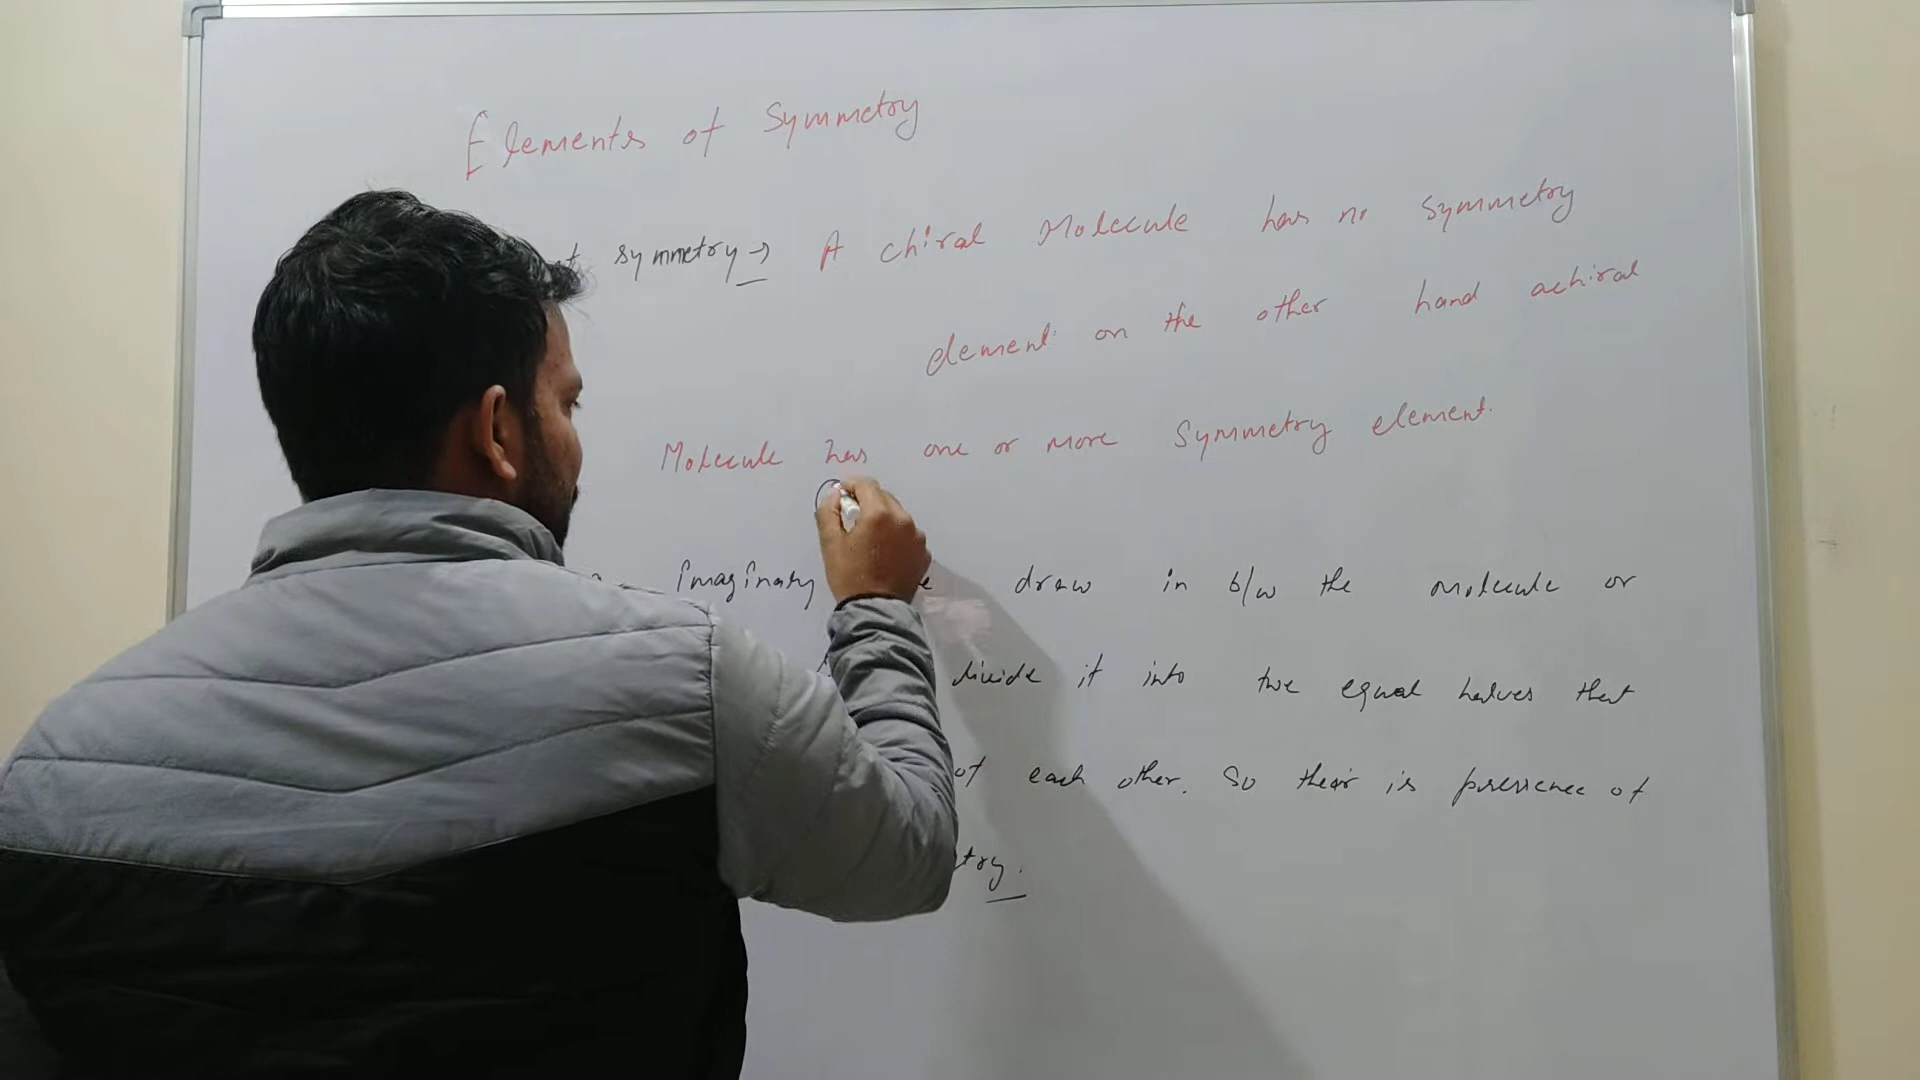 Elements of Symmetry
symmetry → A chiral Molecule has no symmetry
element on the other hand achiral
Molecule has one or more Symmetry element.
imaginary draw in b/w the molecule or
divide it into two equal halves that
of each other. So their is presence of
try.